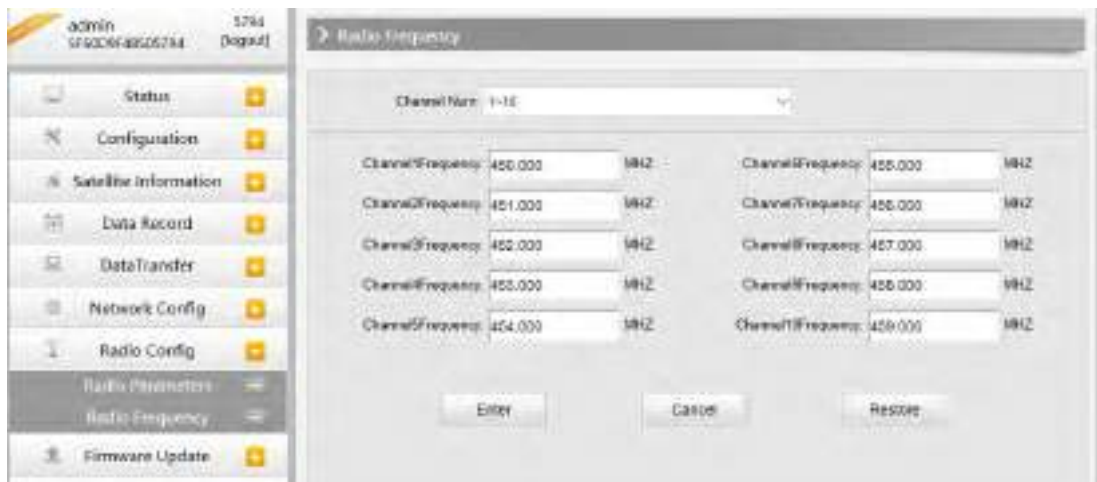 admin 5794
[logout]
Radio Frequency
Status
Configuration
Satellite Information
Data Record
DataTransfer
Network Config
Radio Config
Radio Parameters
Radio Frequency
Firmware Update
Channel Num 1-10
Channel1Frequency 450.000 MHZ
Channel2Frequency 451.000 MHZ
Channel3Frequency 452.000 MHZ
Channel4Frequency 453.000 MHZ
Channel5Frequency 454.000 MHZ
Channel6Frequency 455.000 MHZ
Channel7Frequency 456.000 MHZ
Channel8Frequency 457.000 MHZ
Channel9Frequency 458.000 MHZ
Channel10Frequency 459.000 MHZ
Enter Cancel Restore